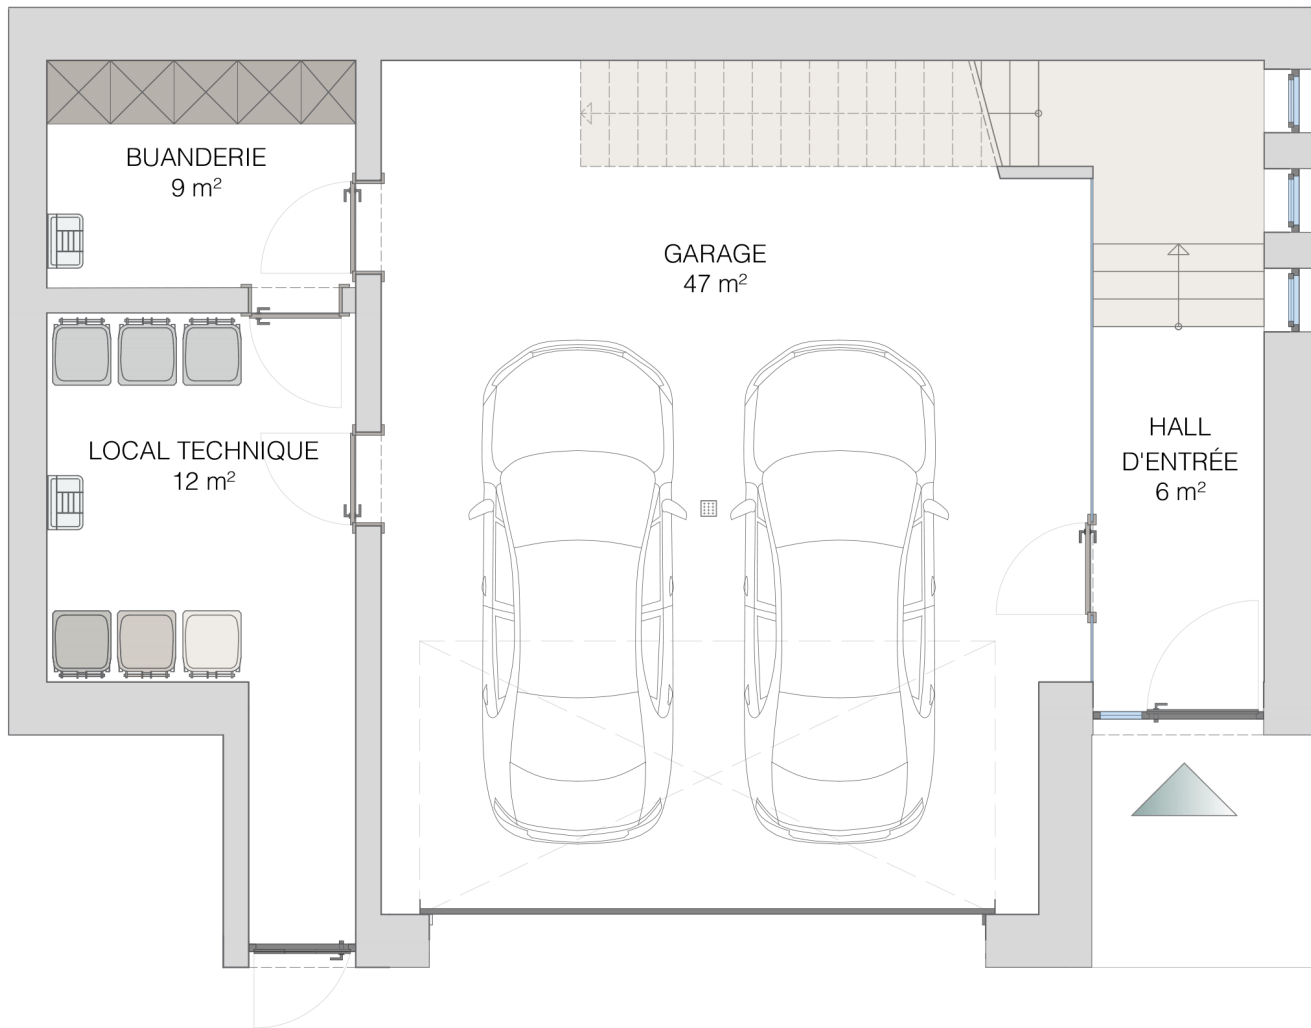 BUANDERIE
9 m²
GARAGE
47 m²
LOCAL TECHNIQUE
12 m²
HALL
D'ENTRÉE
6 m²